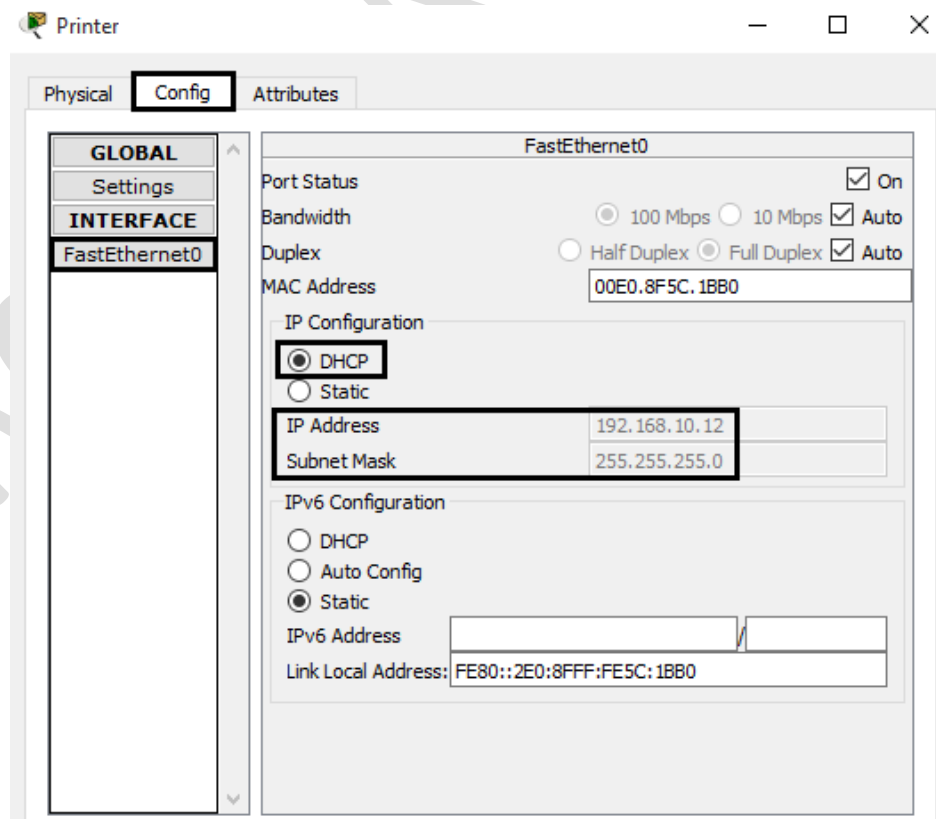 Printer
Physical Config Attributes
GLOBAL
Settings
INTERFACE
FastEthernet0
FastEthernet0
Port Status On
Bandwidth 100 Mbps 10 Mbps Auto
Duplex Half Duplex Full Duplex Auto
MAC Address 00E0.8F5C.1BB0
IP Configuration
DHCP
Static
IP Address 192.168.10.12
Subnet Mask 255.255.255.0
IPv6 Configuration
DHCP
Auto Config
Static
IPv6 Address /
Link Local Address: FE80::2E0:8FFF:FE5C:1BB0